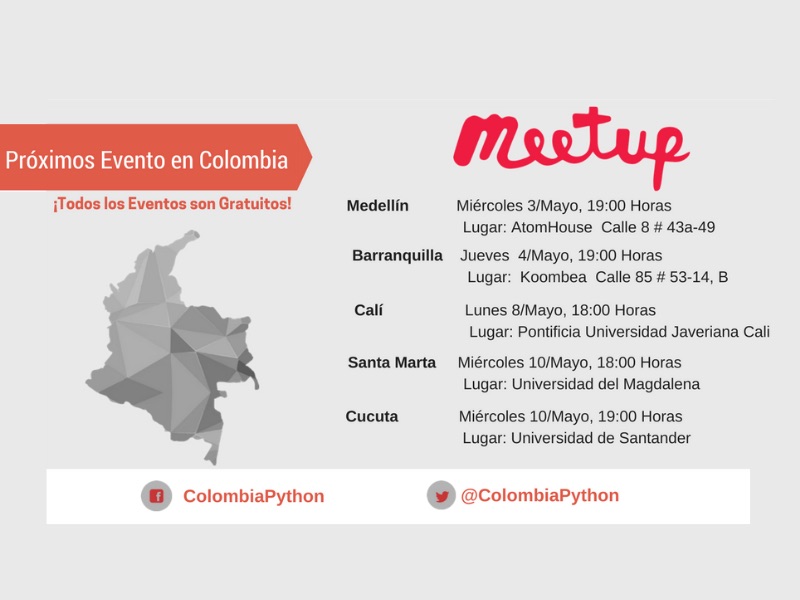 Próximos Evento en Colombia
¡Todos los Eventos son Gratuitos!
Meetup
Medellín Miércoles 3/Mayo, 19:00 Horas
Lugar: AtomHouse Calle 8 # 43a-49
Barranquilla Jueves 4/Mayo, 19:00 Horas
Lugar: Koombea Calle 85 # 53-14, B
Calí Lunes 8/Mayo, 18:00 Horas
Lugar: Pontificia Universidad Javeriana Cali
Santa Marta Miércoles 10/Mayo, 18:00 Horas
Lugar: Universidad del Magdalena
Cucuta Miércoles 10/Mayo, 19:00 Horas
Lugar: Universidad de Santander
ColombiaPython @ColombiaPython